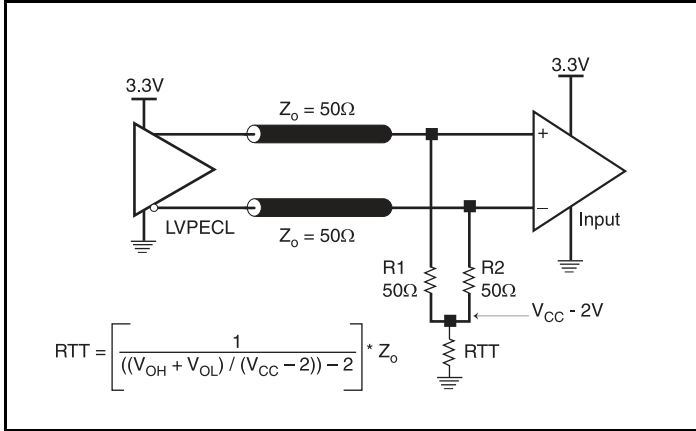 3.3V
3.3V
Zo = 50Ω
+
−
LVPECL
Input
Zo = 50Ω
R1
50Ω
R2
50Ω
VCC - 2V
RTT
RTT = [1 / ((VOH + VOL) / (VCC – 2)) – 2] * Zo